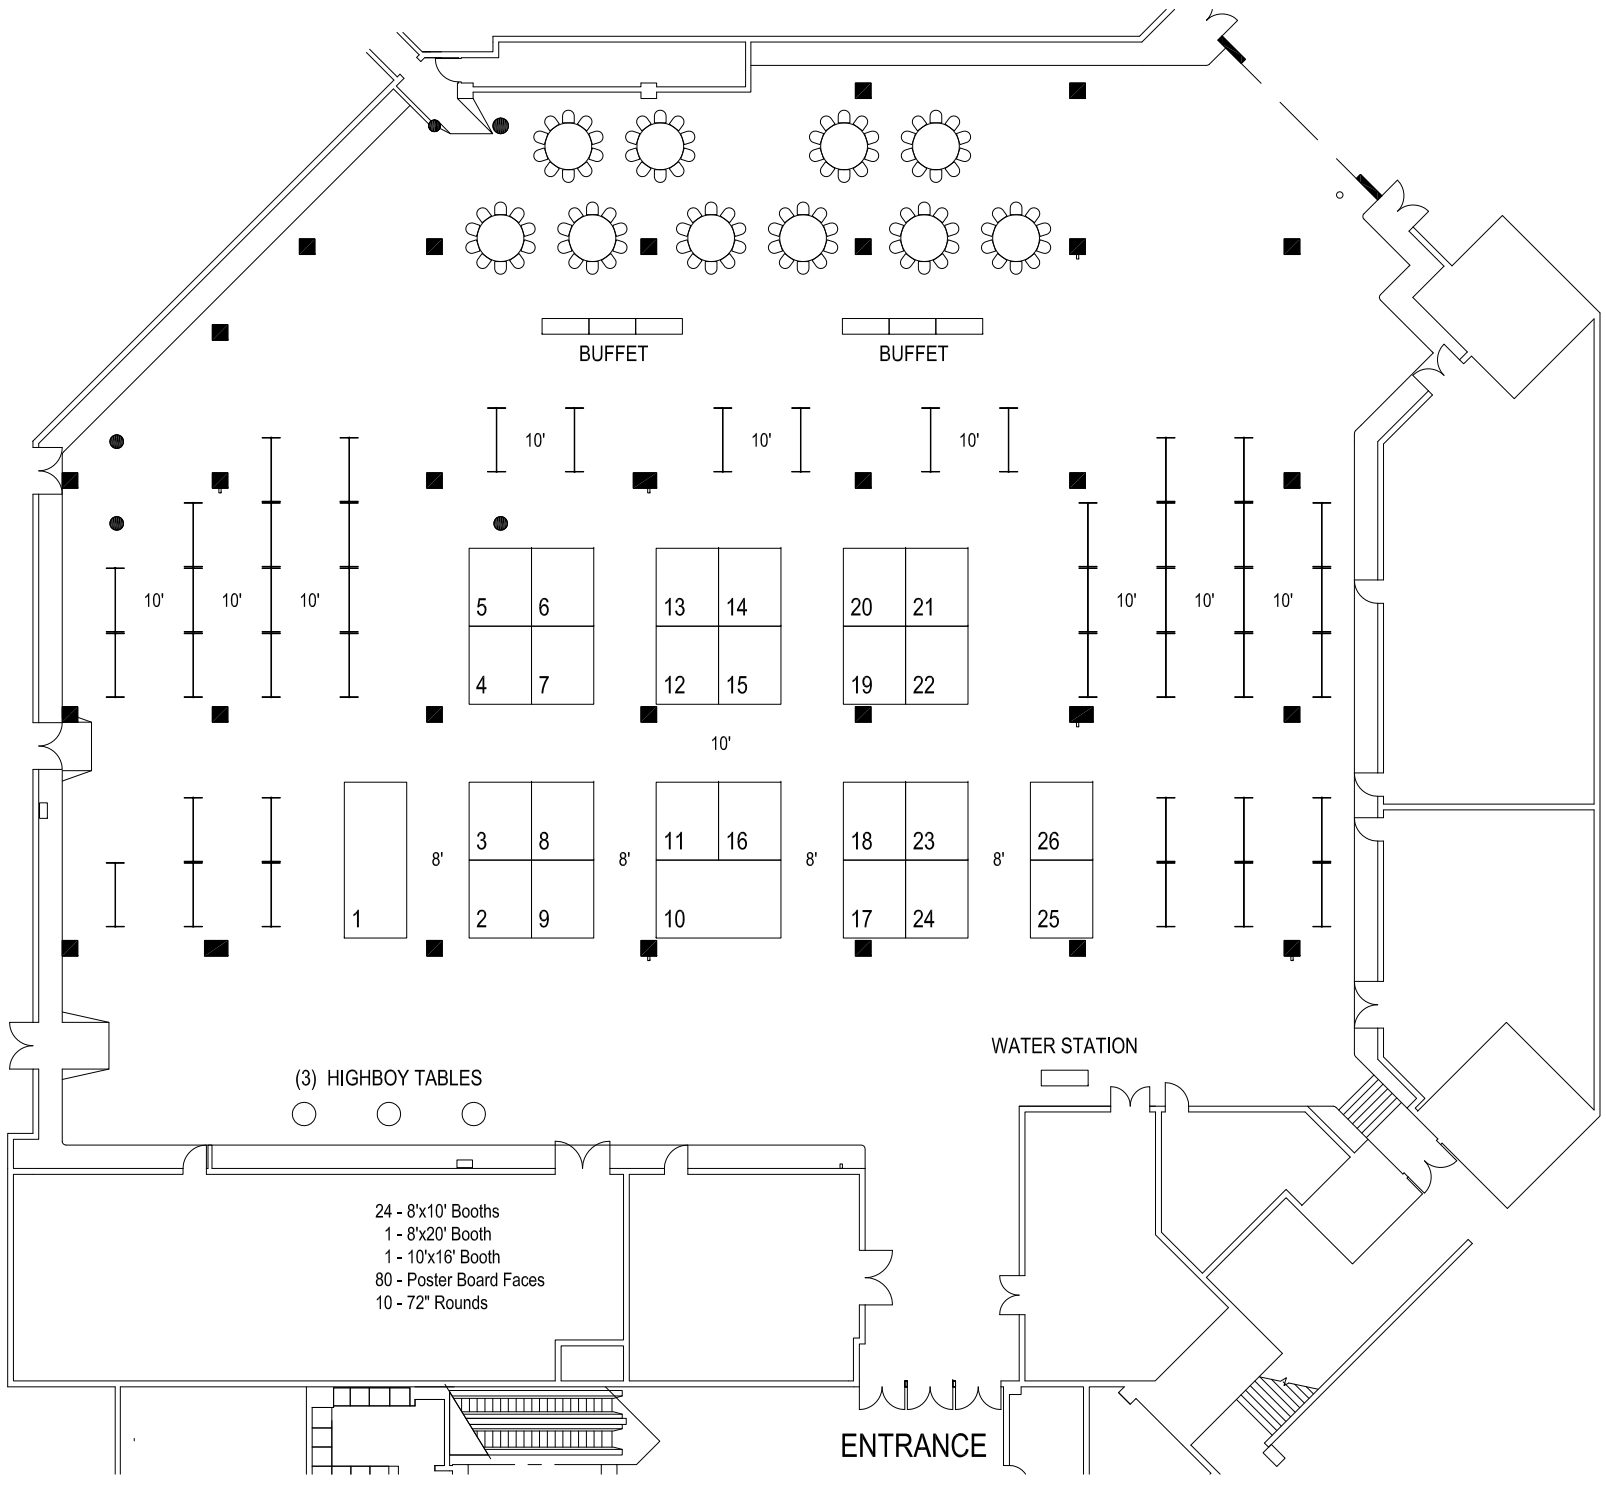 BUFFET BUFFET
10' 10' 10'
10' 10' 10' 10' 10' 10'
5 6 13 14 20 21
4 7 12 15 19 22
10'
3 8 11 16 18 23 26
8' 8' 8' 8'
1 2 9 10 17 24 25
WATER STATION
(3) HIGHBOY TABLES
24 - 8'x10' Booths
1 - 8'x20' Booth
1 - 10'x16' Booth
80 - Poster Board Faces
10 - 72" Rounds
ENTRANCE